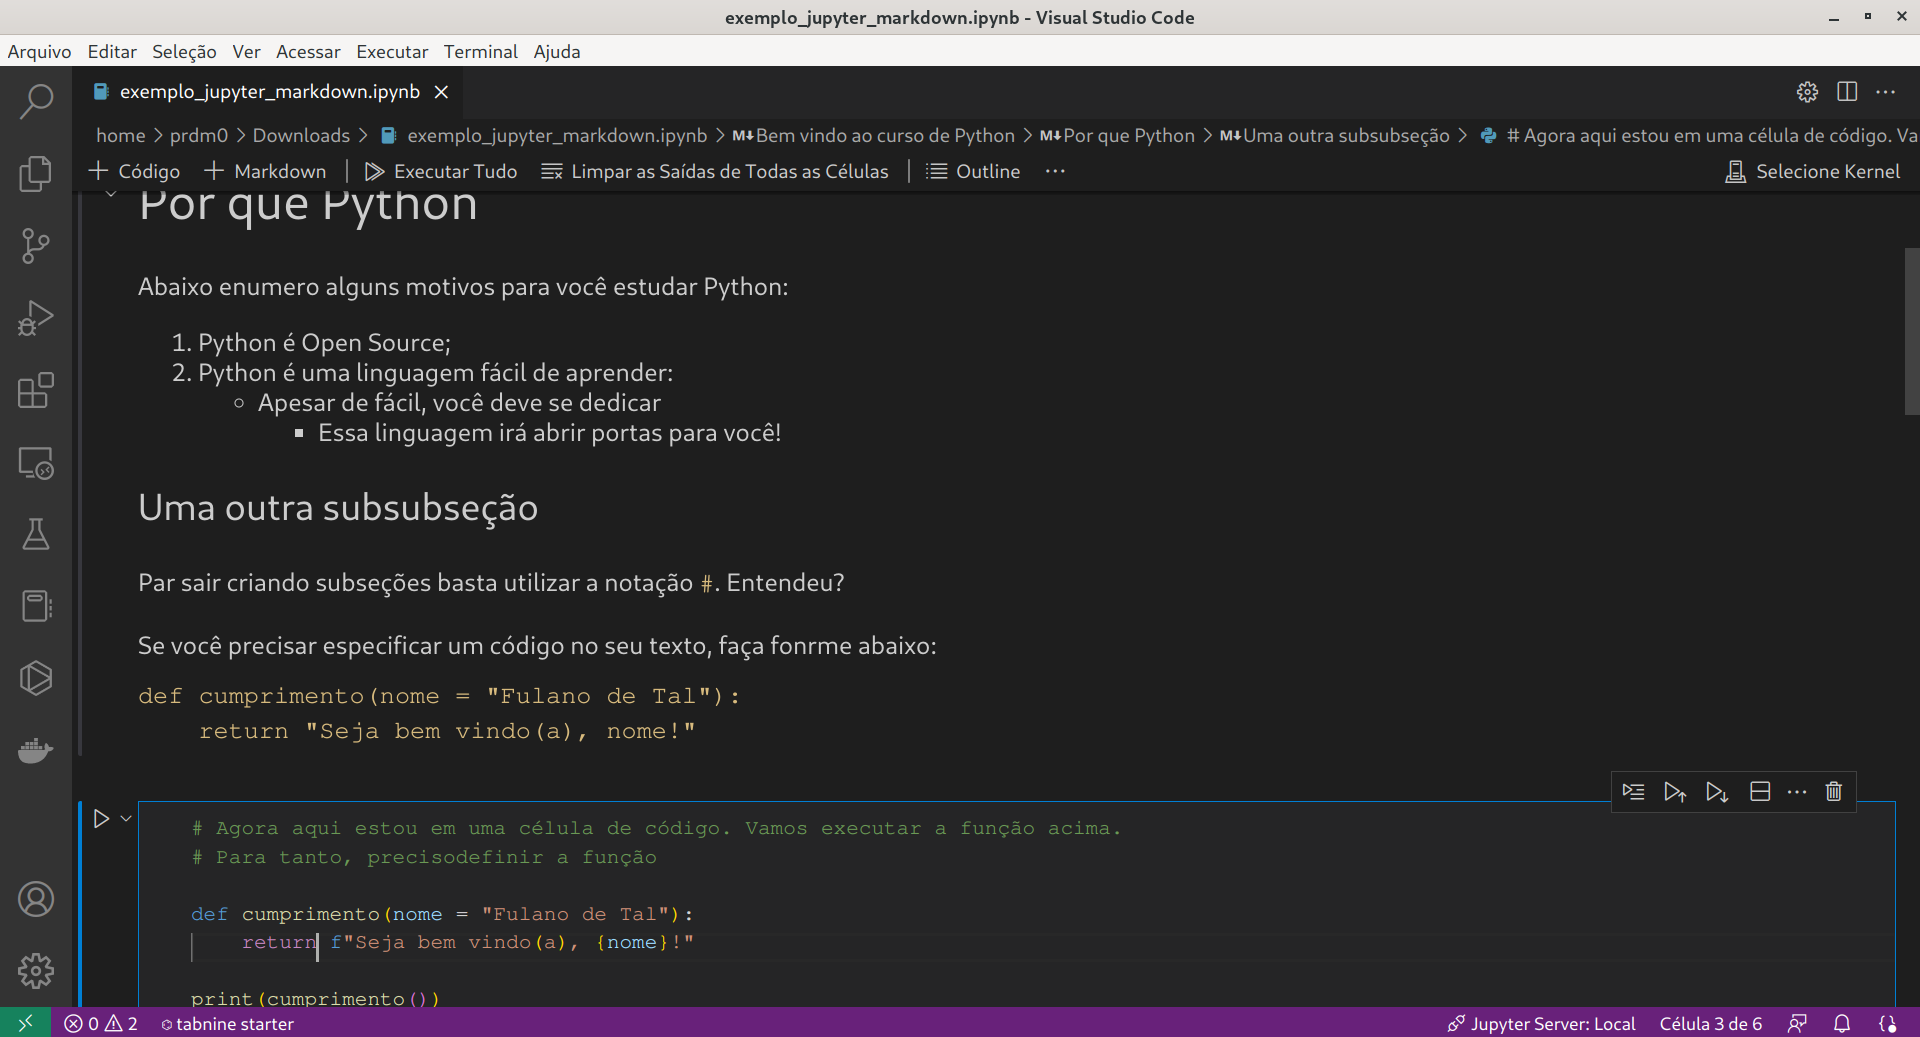 exemplo_jupyter_markdown.ipynb - Visual Studio Code
Arquivo Editar Seleção Ver Acessar Executar Terminal Ajuda
exemplo_jupyter_markdown.ipynb
home > prdm0 > Downloads > exemplo_jupyter_markdown.ipynb > M↓Bem vindo ao curso de Python > M↓Por que Python > M↓Uma outra subsubseção > # Agora aqui estou em uma célula de código. Va
+ Código + Markdown | Executar Tudo Limpar as Saídas de Todas as Células | Outline ··· Selecione Kernel
Por que Python
Abaixo enumero alguns motivos para você estudar Python:
1. Python é Open Source;
2. Python é uma linguagem fácil de aprender:
Apesar de fácil, você deve se dedicar
Essa linguagem irá abrir portas para você!
Uma outra subsubseção
Par sair criando subseções basta utilizar a notação #. Entendeu?
Se você precisar especificar um código no seu texto, faça fonrme abaixo:
def cumprimento(nome = "Fulano de Tal"):
    return "Seja bem vindo(a), nome!"
# Agora aqui estou em uma célula de código. Vamos executar a função acima.
# Para tanto, precisodefinir a função
def cumprimento(nome = "Fulano de Tal"):
    return f"Seja bem vindo(a), {nome}!"
print(cumprimento())
0 2 tabnine starter Jupyter Server: Local Célula 3 de 6